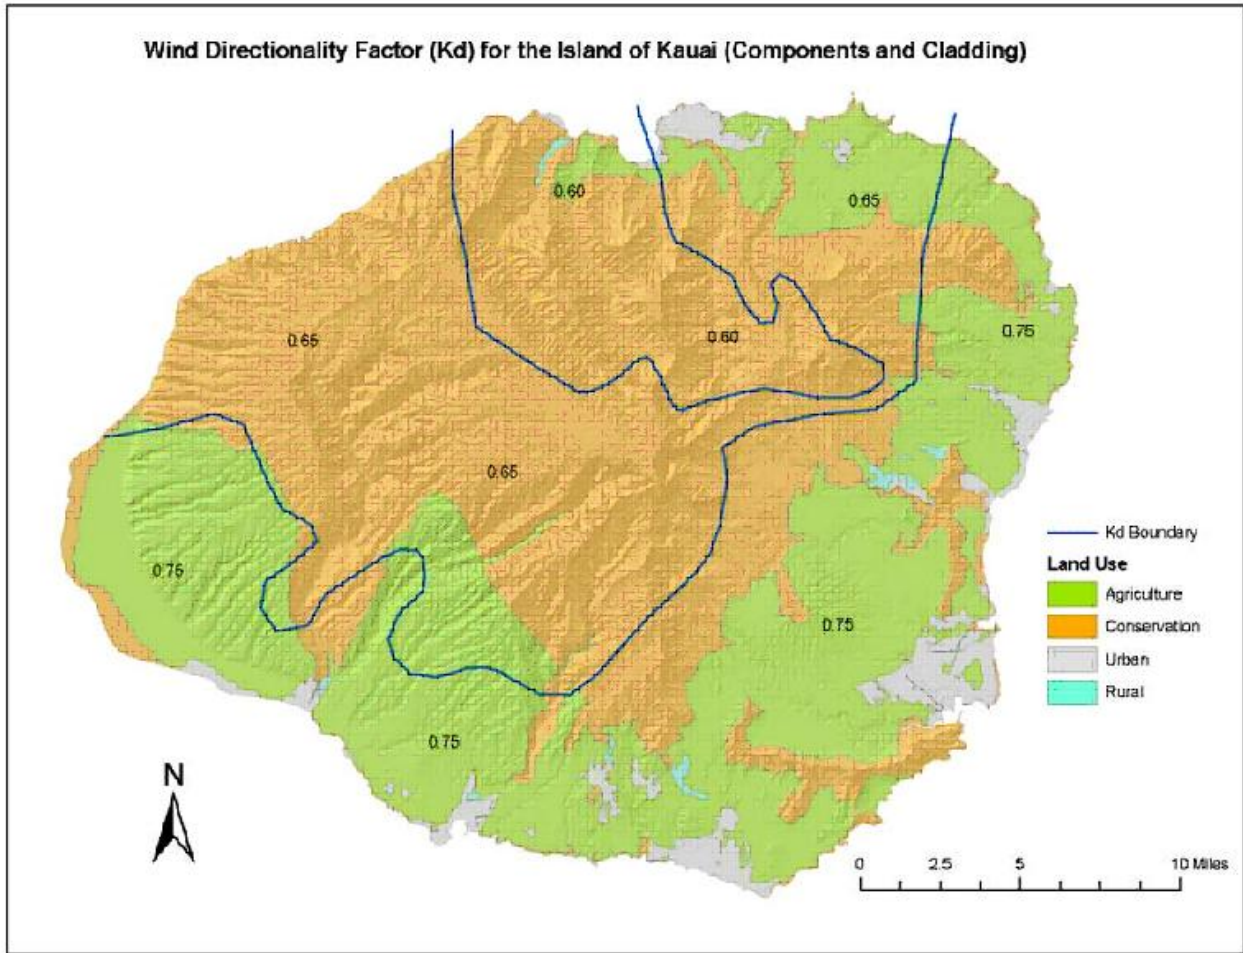 Wind Directionality Factor (Kd) for the Island of Kauai (Components and Cladding)
0.60
0.65
0.65
0.60
0.75
0.65
0.75
0.75
0.75
Kd Boundary
Land Use
Agriculture
Conservation
Urban
Rural
N
0 2.5 5 10 Miles